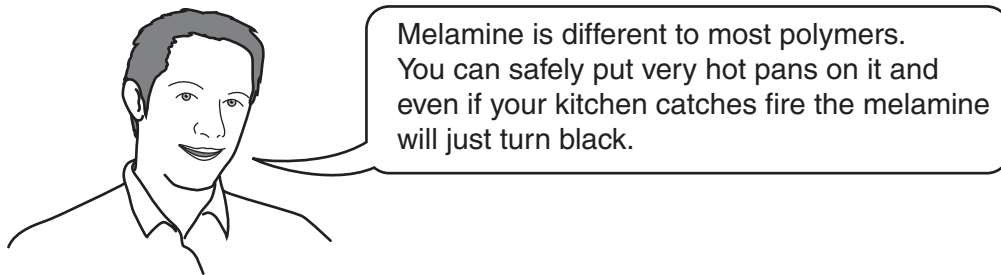 Melamine is different to most polymers.
You can safely put very hot pans on it and
even if your kitchen catches fire the melamine
will just turn black.